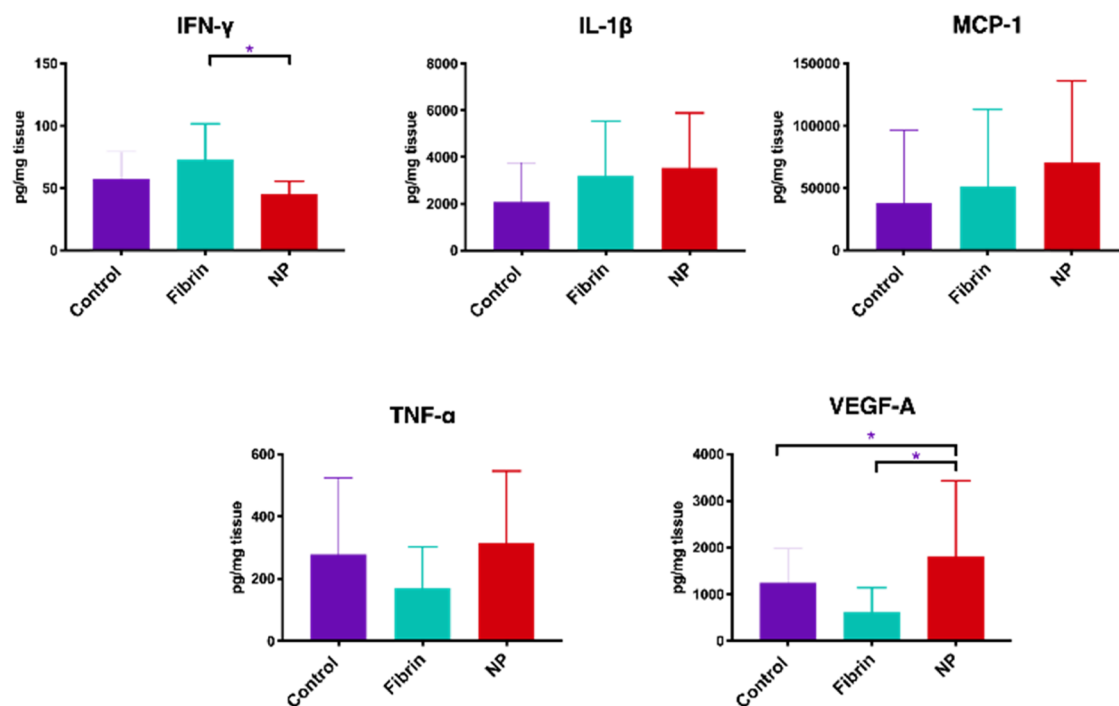 IFN-γ
*
150
100
50
0
pg/mg tissue
Control
Fibrin
NP
IL-1β
8000
6000
4000
2000
0
pg/mg tissue
Control
Fibrin
NP
MCP-1
150000
100000
50000
0
pg/mg tissue
Control
Fibrin
NP
TNF-α
600
400
200
0
pg/mg tissue
Control
Fibrin
NP
VEGF-A
*
*
4000
3000
2000
1000
0
pg/mg tissue
Control
Fibrin
NP